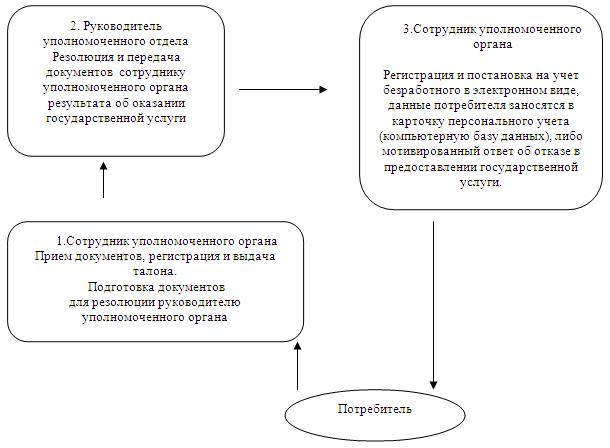 2. Руководитель
уполномоченного отдела
Резолюция и передача
документов сотруднику
уполномоченного органа
результата об оказании
государственной услуги
3.Сотрудник уполномоченного
органа
Регистрация и постановка на учет
безработного в электронном виде,
данные потребителя заносятся в
карточку персонального учета
(компьютерную базу данных), либо
мотивированный ответ об отказе в
предоставлении государственной
услуги.
1.Сотрудник уполномоченного органа
Прием документов, регистрация и выдача
талона.
Подготовка документов
для резолюции руководителю
уполномоченного органа
Потребитель